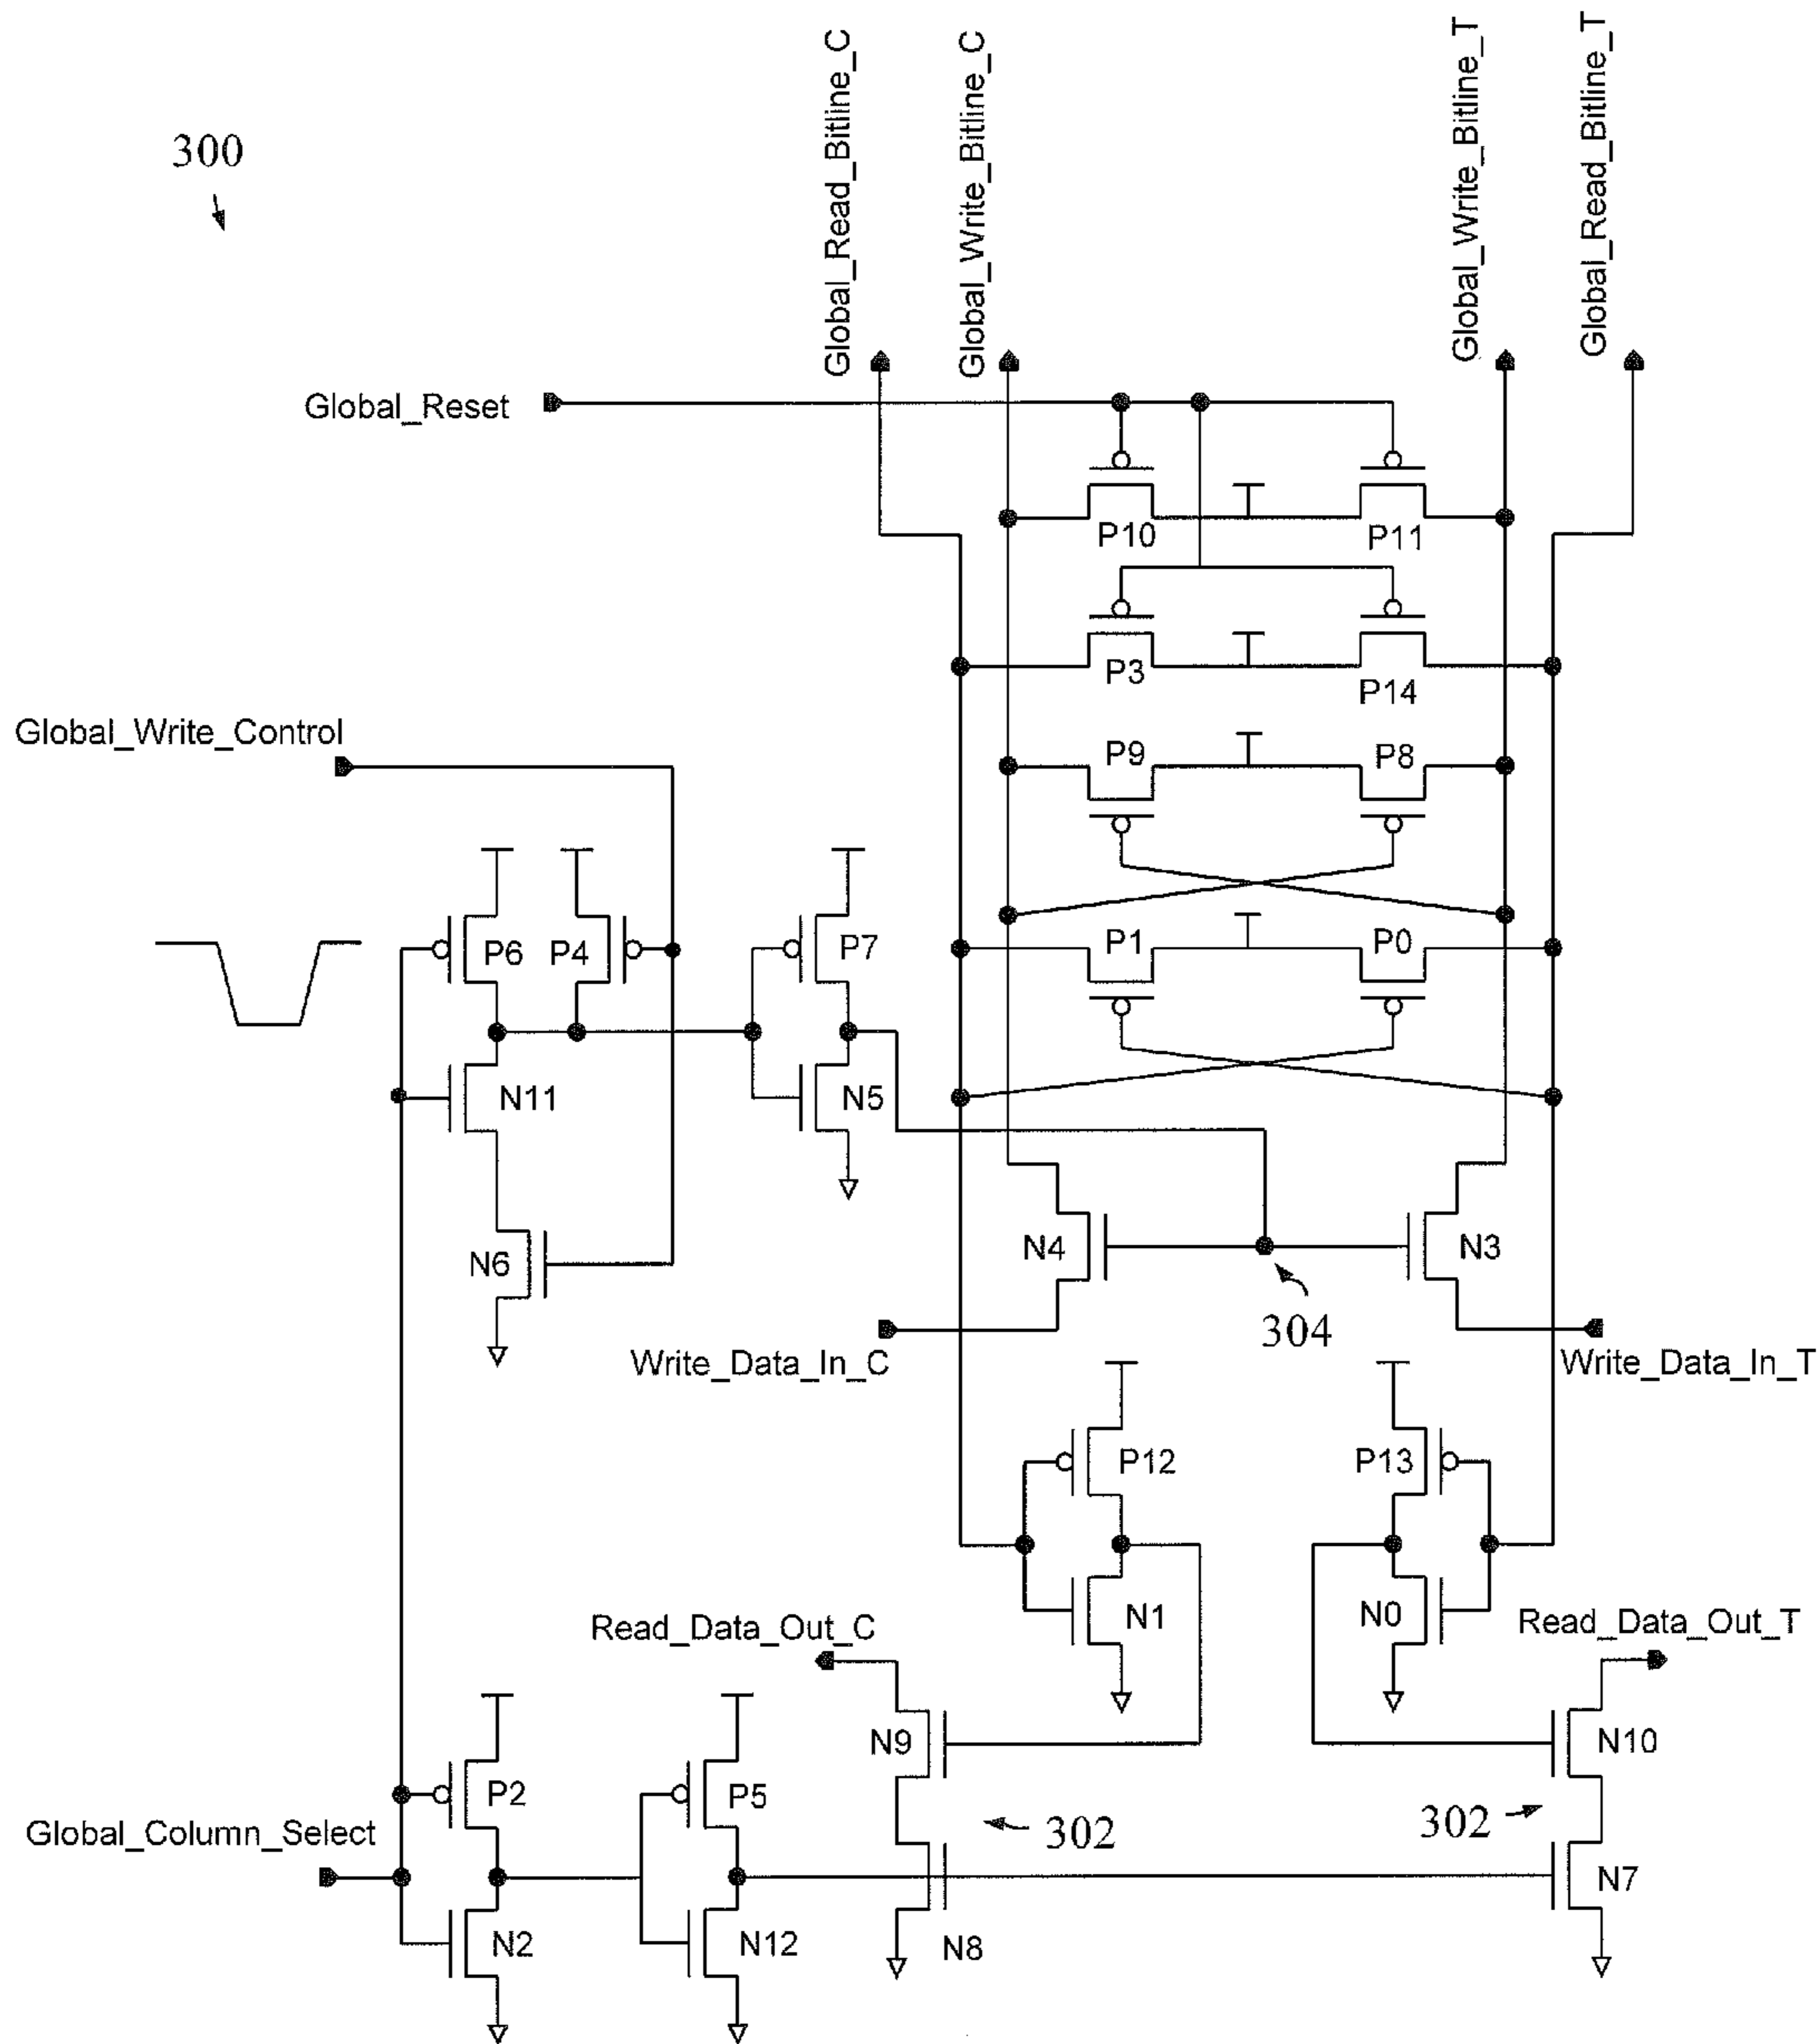 Global_Read_Bitline_C
Global_Write_Bitline_C
Global_Write_Bitline_T
Global_Read_Bitline_T
300
Global_Reset
P10
P11
P3
P14
Global_Write_Control
P9
P8
P6
P4
P7
P1
P0
N11
N5
N6
N4
N3
304
Write_Data_In_C
Write_Data_In_T
P12
P13
N1
N0
Read_Data_Out_C
Read_Data_Out_T
N9
N10
P2
P5
302
302
Global_Column_Select
N7
N2
N12
N8